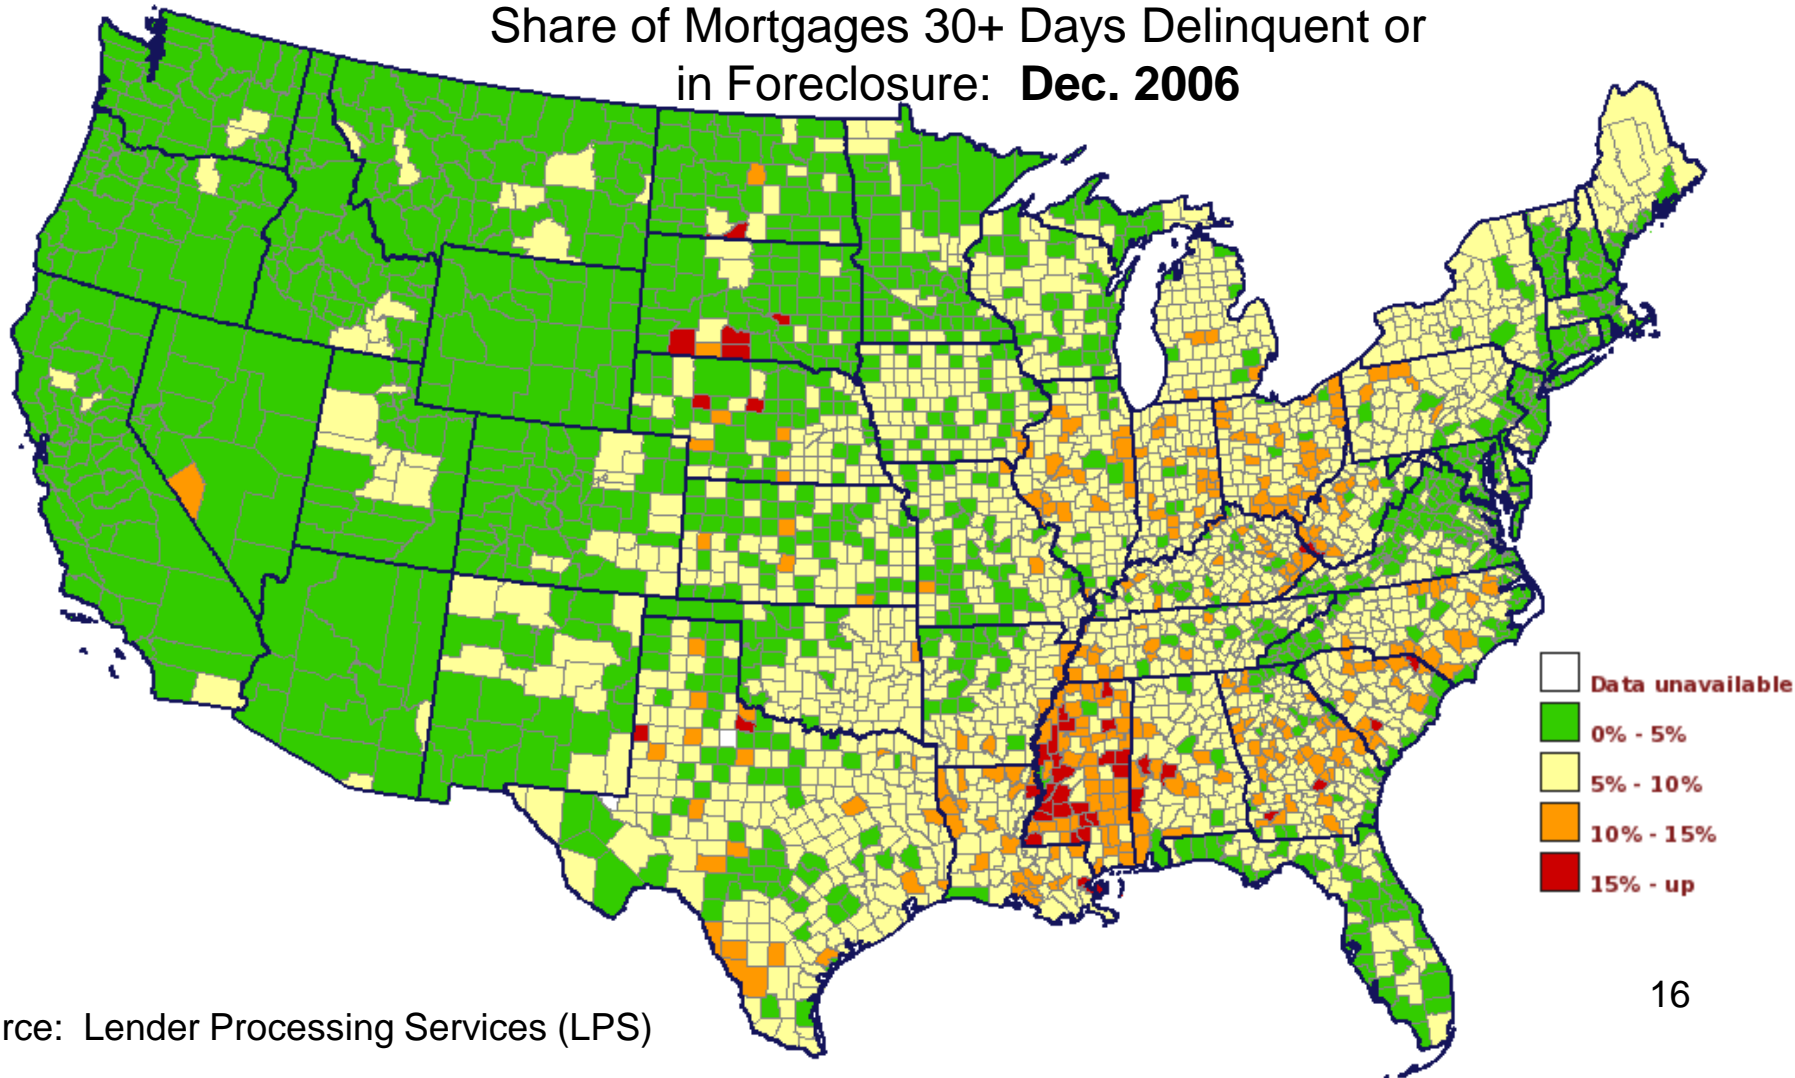 Share of Mortgages 30+ Days Delinquent or
in Foreclosure: Dec. 2006
Data unavailable
0% - 5%
5% - 10%
10% - 15%
15% - up
16
rce: Lender Processing Services (LPS)